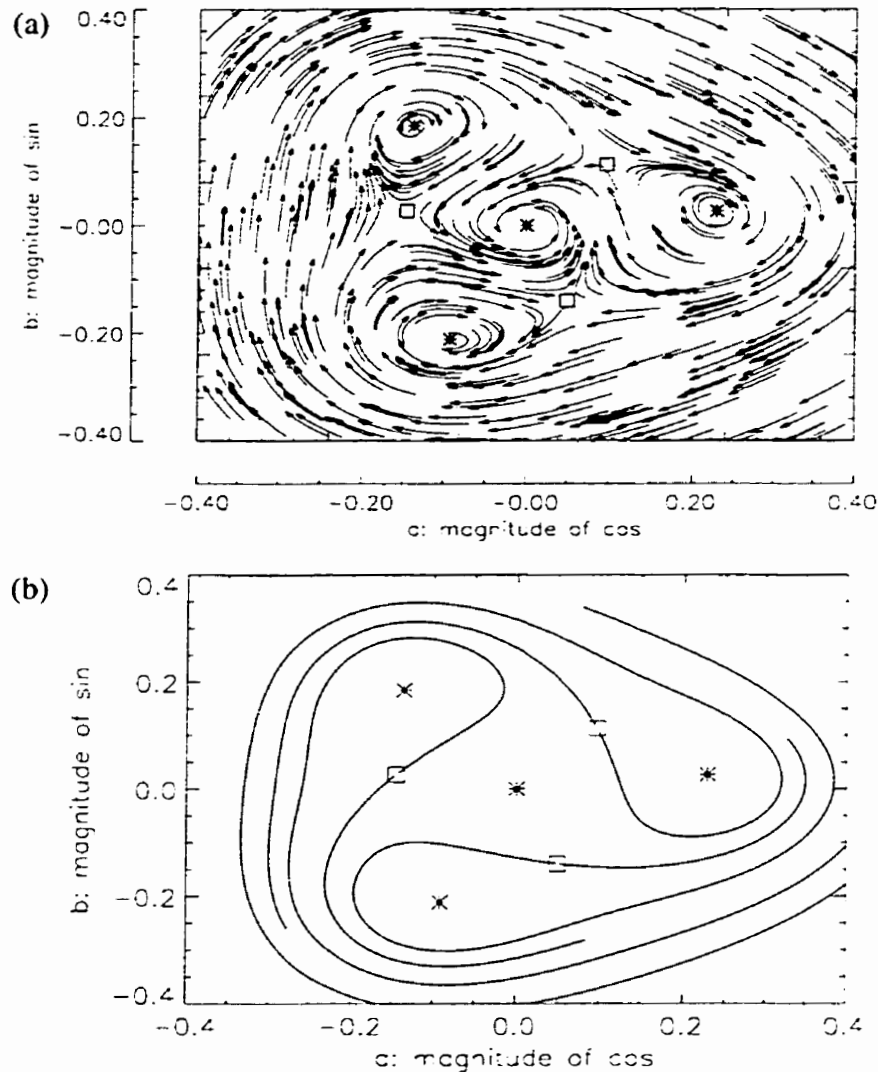 (a)
0.40
0.20
-0.00
-0.20
-0.40
b: magnitude of sin
-0.40 -0.20 -0.00 0.20 0.40
a: magnitude of cos
(b)
0.4
0.2
0.0
-0.2
-0.4
b: magnitude of sin
-0.4 -0.2 0.0 0.2 0.4
a: magnitude of cos